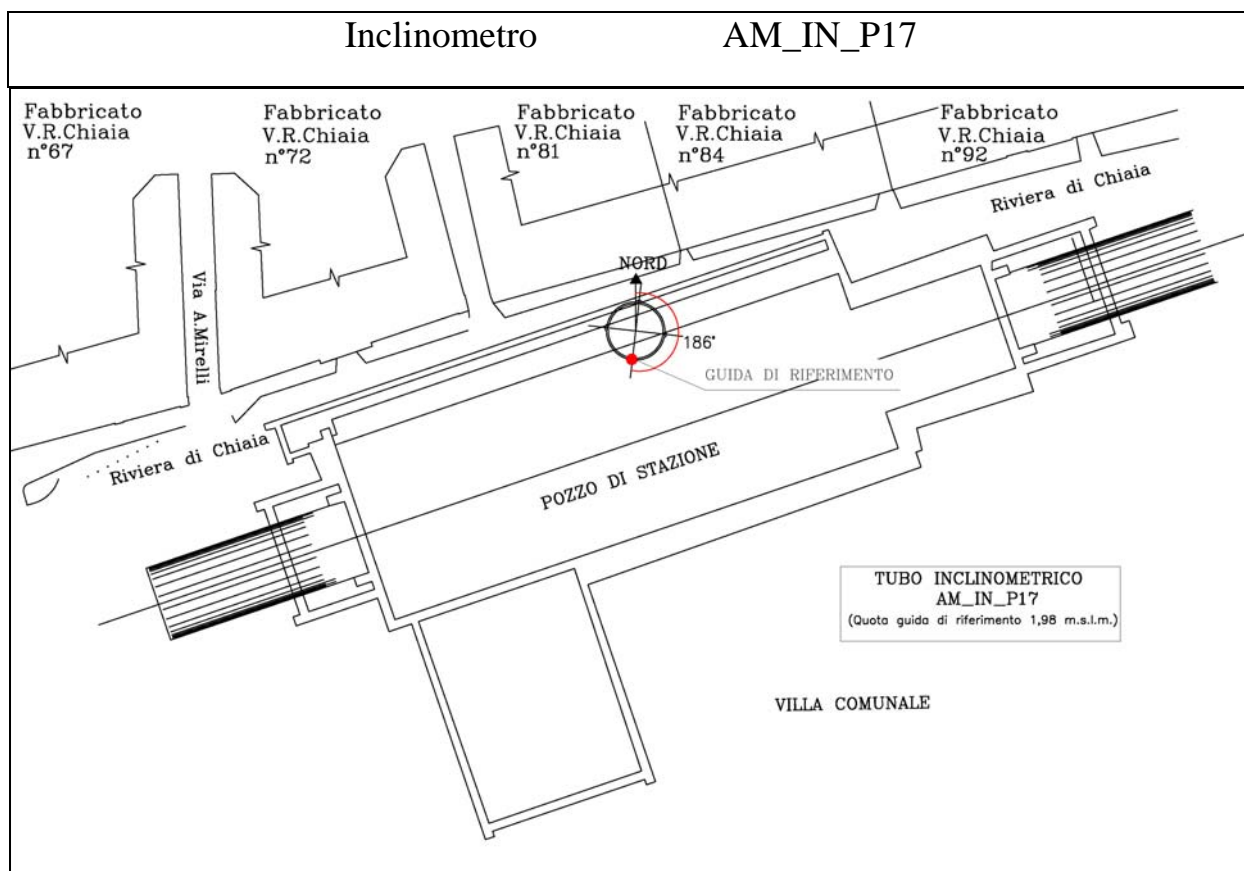 Inclinometro AM_IN_P17
Fabbricato
V.R.Chiaia
n°67
Fabbricato
V.R.Chiaia
n°72
Fabbricato
V.R.Chiaia
n°81
Fabbricato
V.R.Chiaia
n°84
Fabbricato
V.R.Chiaia
n°92
Riviera di Chiaia
Via A.Mirelli
NORD
186°
GUIDA DI RIFERIMENTO
Riviera di Chiaia
POZZO DI STAZIONE
TUBO INCLINOMETRICO
AM_IN_P17
(Quota guida di riferimento 1,98 m.s.l.m.)
VILLA COMUNALE